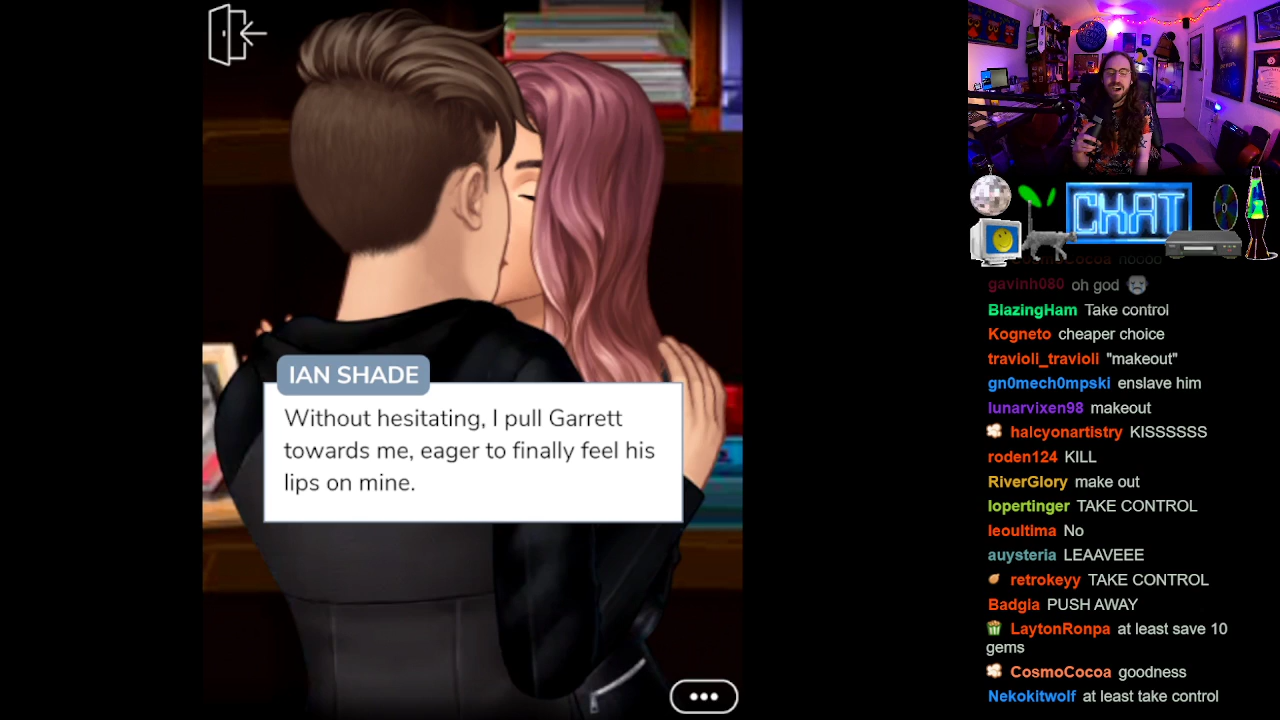 IAN SHADE
Without hesitating, I pull Garrett
towards me, eager to finally feel his
lips on mine.
CHAT
CosmoCocoa noooo
gavinh080 oh god
BlazingHam Take control
Kogneto cheaper choice
travioli_travioli "makeout"
gn0mech0mpski enslave him
lunarvixen98 makeout
halcyonartistry KISSSSSS
roden124 KILL
RiverGlory make out
lopertinger TAKE CONTROL
leoultima No
auysteria LEAAVEEE
retrokeyy TAKE CONTROL
Badgla PUSH AWAY
LaytonRonpa at least save 10
gems
CosmoCocoa goodness
Nekokitwolf at least take control